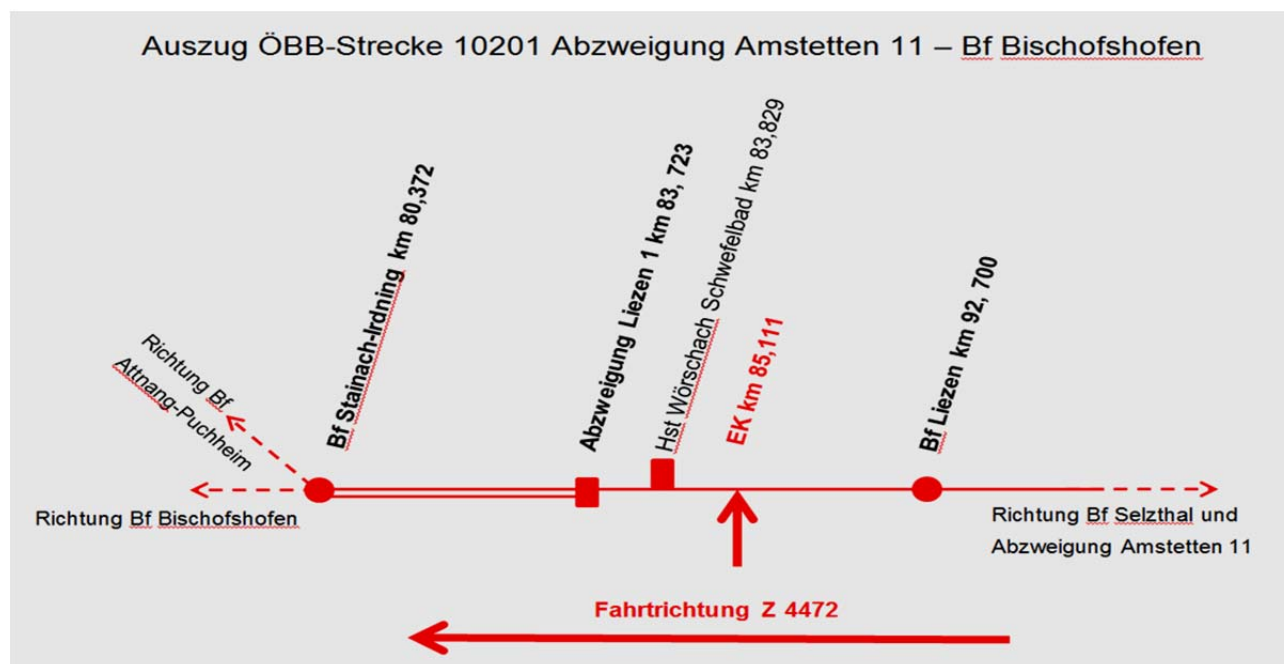 Auszug ÖBB-Strecke 10201 Abzweigung Amstetten 11 – Bf Bischofshofen
Richtung Bf
Attnang-Puchheim
Bf Stainach-Irdning km 80,372
Abzweigung Liezen 1 km 83, 723
Hst Wörschach Schwefelbad km 83,829
EK km 85,111
Bf Liezen km 92, 700
Richtung Bf Bischofshofen
Richtung Bf Selzthal und
Abzweigung Amstetten 11
Fahrtrichtung Z 4472